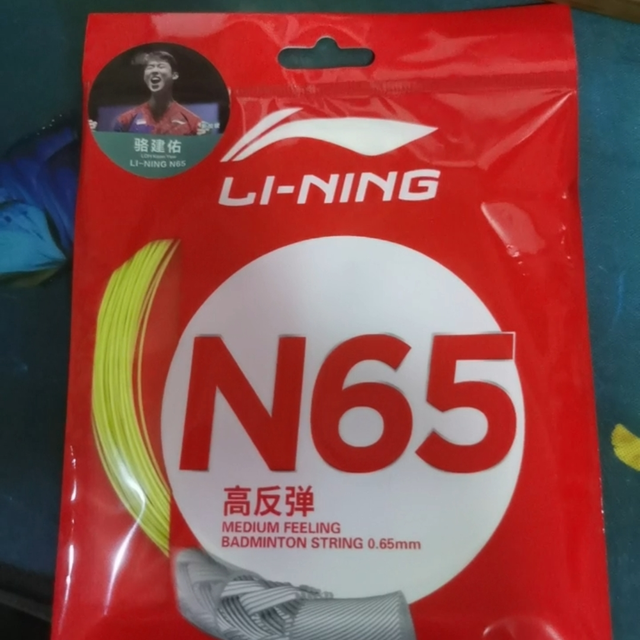 骆建佑
LI-NING N65
LI-NING
N65
高反弹
MEDIUM FEELING
BADMINTON STRING 0.65mm